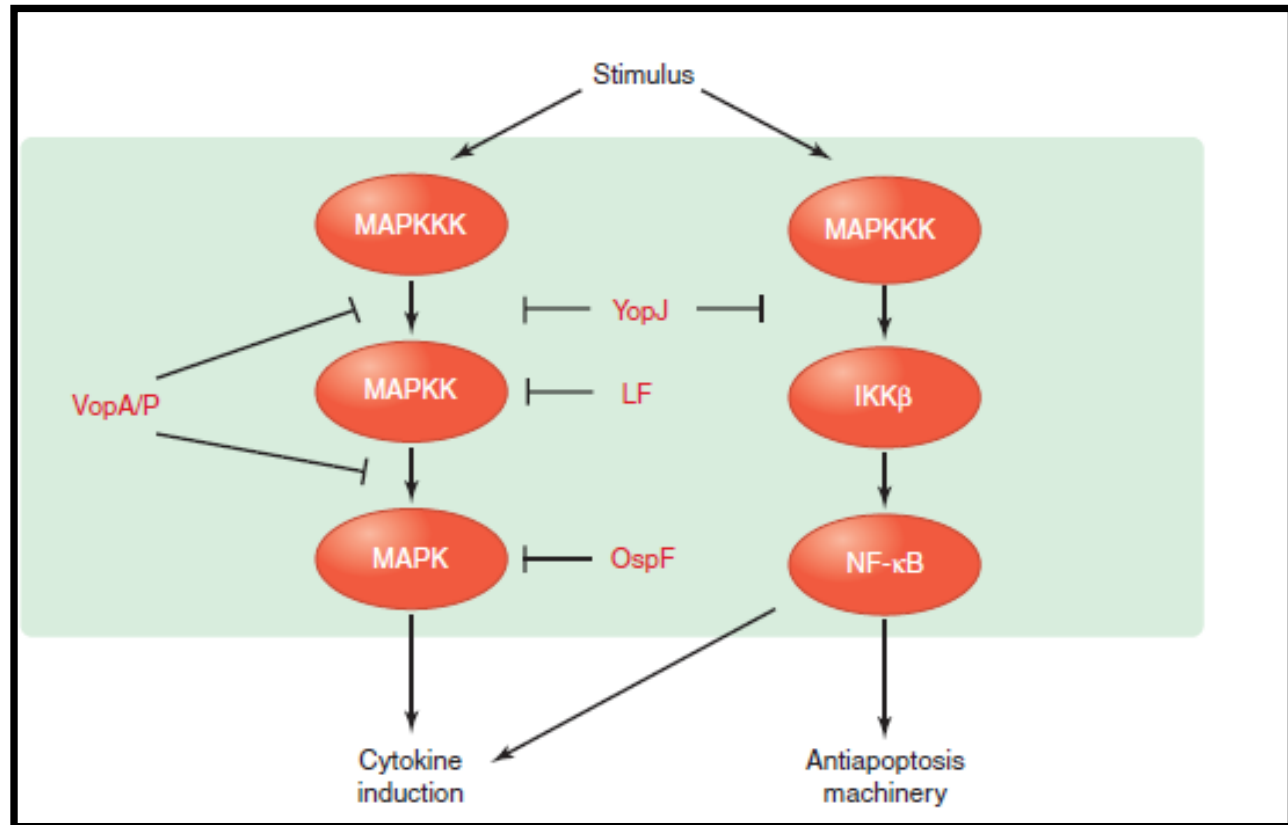 Stimulus
MAPKKK
MAPKKK
YopJ
VopA/P
MAPKK
LF
IKKβ
MAPK
OspF
NF-κB
Cytokine
induction
Antiapoptosis
machinery